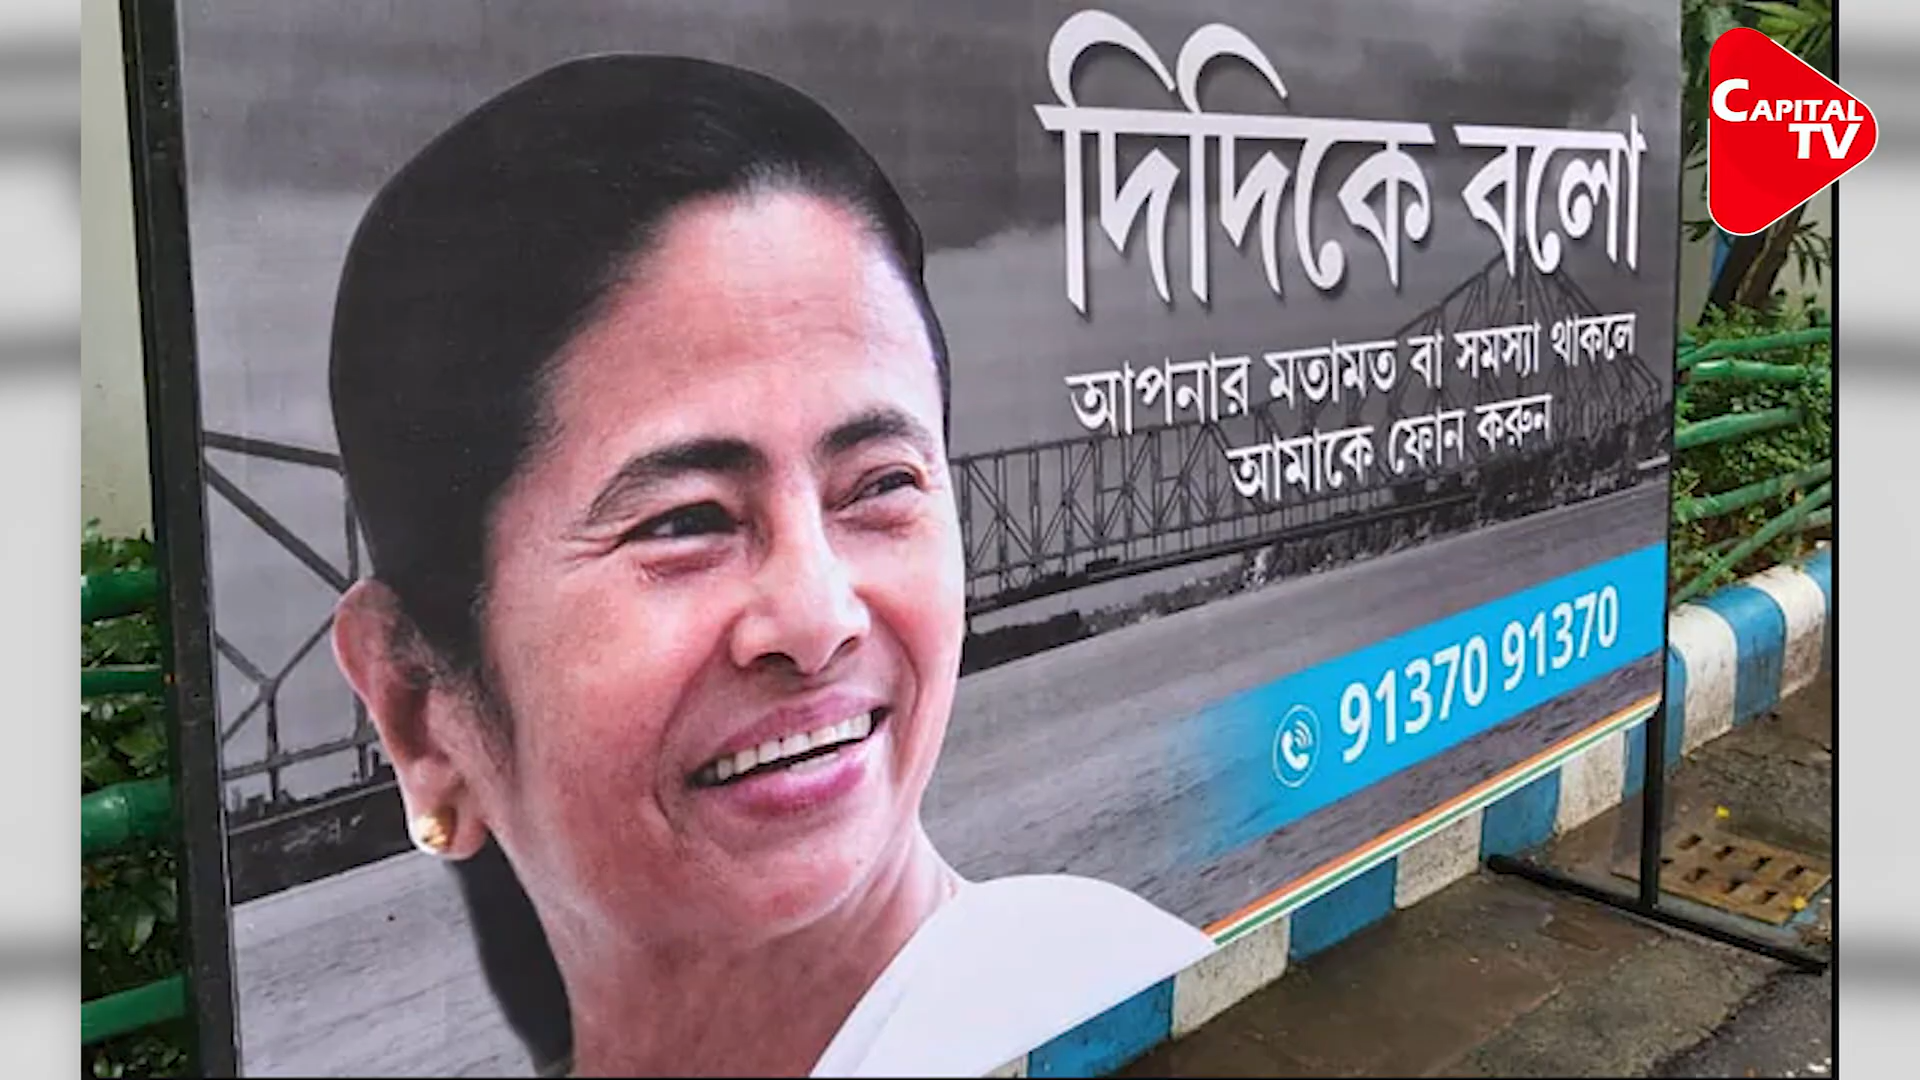 দিদিকে বলো
আপনার মতামত বা সমস্যা থাকলে
আমাকে ফোন করুন
91370 91370
CAPITAL
TV